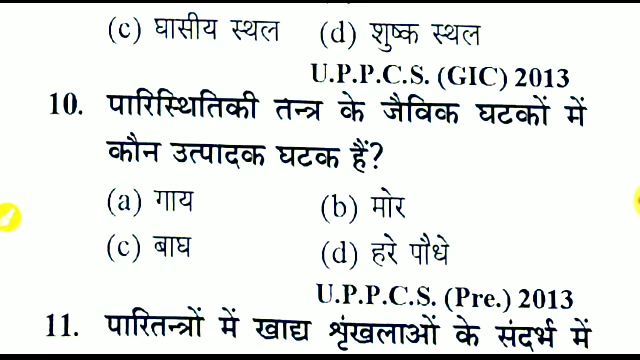 (c) घासीय स्थल (d) शुष्क स्थल
U.P.P.C.S. (GIC) 2013
10. पारिस्थितिकी तन्त्र के जैविक घटकों में
कौन उत्पादक घटक हैं?
(a) गाय (b) मोर
(c) बाघ (d) हरे पौधे
U.P.P.C.S. (Pre.) 2013
11. पारितन्त्रों में खाद्य शृंखलाओं के संदर्भ में